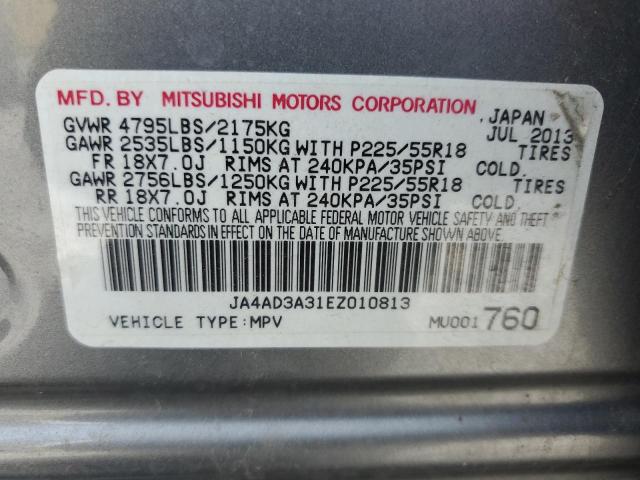 MFD. BY MITSUBISHI MOTORS CORPORATION JAPAN
GVWR 4795LBS/2175KG JUL 2013
GAWR 2535LBS/1150KG WITH P225/55R18 TIRES
FR 18X7.0J RIMS AT 240KPA/35PSI COLD.
GAWR 2756LBS/1250KG WITH P225/55R18 TIRES
RR 18X7.0J RIMS AT 240KPA/35PSI COLD.
THIS VEHICLE CONFORMS TO ALL APPLICABLE FEDERAL MOTOR VEHICLE SAFETY AND THEFT
PREVENTION STANDARDS IN EFFECT ON THE DATE OF MANUFACTURE SHOWN ABOVE.
JA4AD3A31EZ010813
VEHICLE TYPE:MPV MU001760